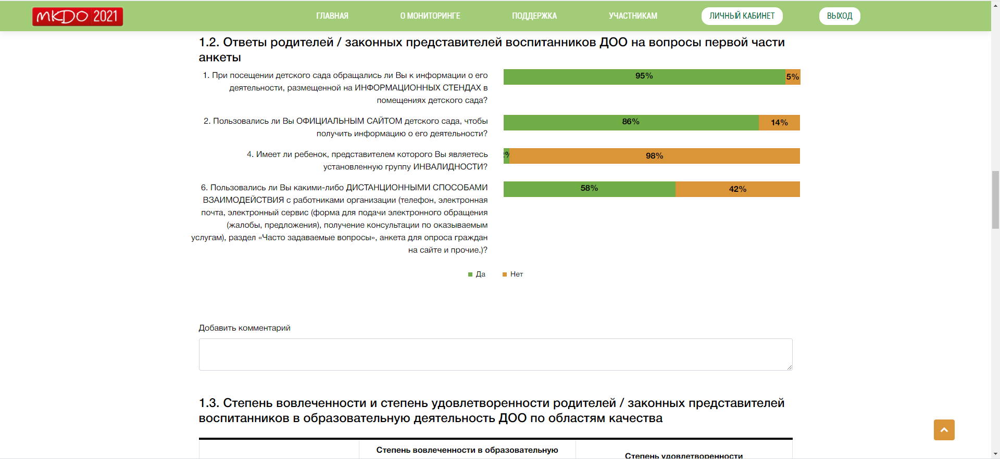 МКДО 2021
ГЛАВНАЯ
О МОНИТОРИНГЕ
ПОДДЕРЖКА
УЧАСТНИКАМ
ЛИЧНЫЙ КАБИНЕТ
ВЫХОД
1.2. Ответы родителей / законных представителей воспитанников ДОО на вопросы первой части
анкеты
1. При посещении детского сада обращались ли Вы к информации о его
деятельности, размещенной на ИНФОРМАЦИОННЫХ СТЕНДАХ в
помещениях детского сада?
95%
5%
2. Пользовались ли Вы ОФИЦИАЛЬНЫМ САЙТОМ детского сада, чтобы
получить информацию о его деятельности?
86%
14%
4. Имеет ли ребенок, представителем которого Вы являетесь
установленную группу ИНВАЛИДНОСТИ?
2%
98%
6. Пользовались ли Вы какими-либо ДИСТАНЦИОННЫМИ СПОСОБАМИ
ВЗАИМОДЕЙСТВИЯ с работниками организации (телефон, электронная
почта, электронный сервис (форма для подачи электронного обращения
(жалобы, предложения), получение консультации по оказываемым
услугам), раздел «Часто задаваемые вопросы», анкета для опроса граждан
на сайте и прочие.)?
58%
42%
Да
Нет
Добавить комментарий
1.3. Степень вовлеченности и степень удовлетворенности родителей / законных представителей
воспитанников в образовательную деятельность ДОО по областям качества
Степень вовлеченности в образовательную
Степень удовлетворенности